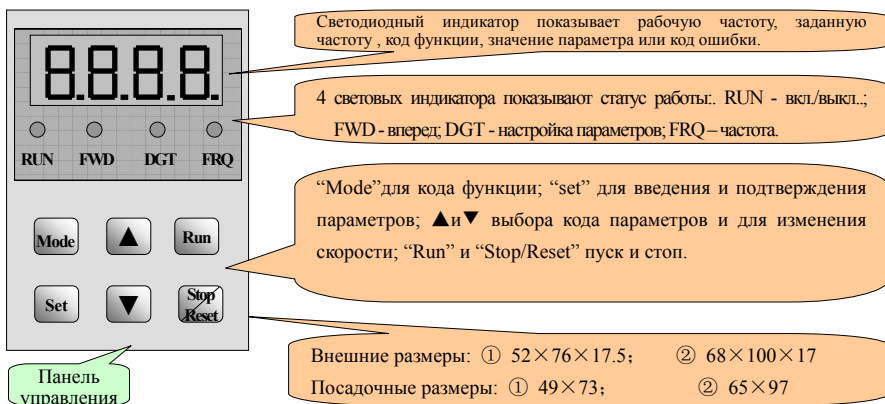 Светодиодный индикатор показывает рабочую частоту, заданную
частоту , код функции, значение параметра или код ошибки.
8.8.8.8.
4 световых индикатора показывают статус работы:. RUN - вкл./выкл..;
FWD - вперед; DGT - настройка параметров; FRQ – частота.
RUN FWD DGT FRQ
“Mode”для кода функции; “set” для введения и подтверждения
параметров; ▲и▼ выбора кода параметров и для изменения
скорости; “Run” и “Stop/Reset” пуск и стоп.
Mode ▲ Run
Set ▼ Stop
Reset
Внешние размеры: ① 52×76×17.5; ② 68×100×17
Посадочные размеры: ① 49×73; ② 65×97
Панель
управления